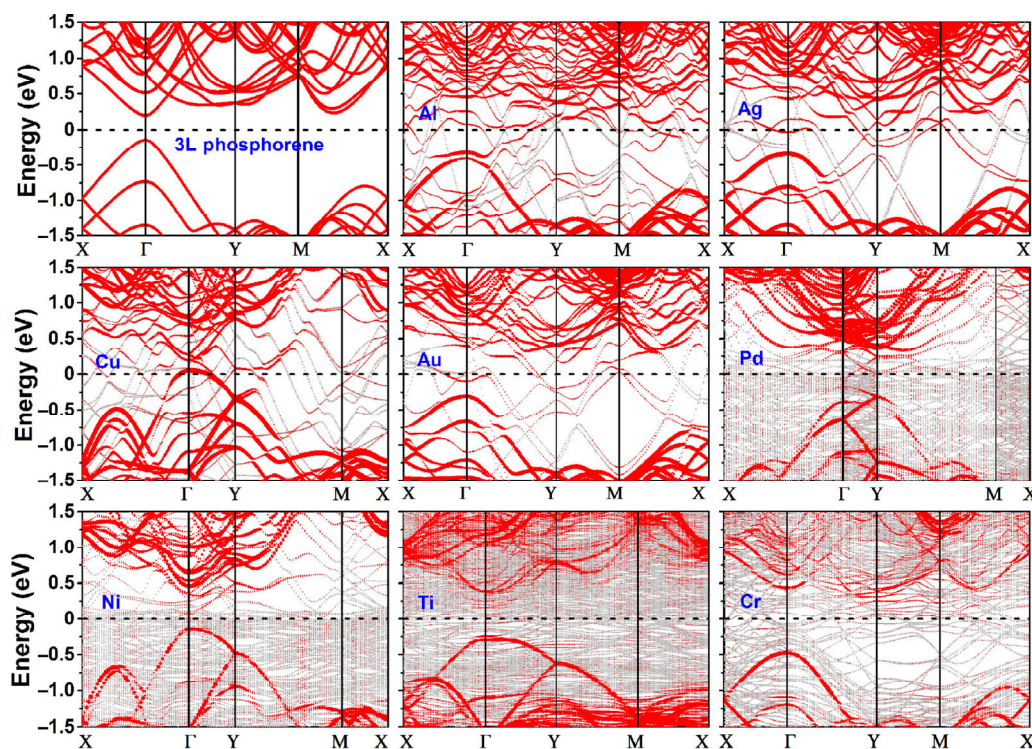 Energy (eV)
1.5
1.0
0.5
0
−0.5
−1.0
−1.5
3L phosphorene
Al
Ag
X Γ Y M X
X Γ Y M X
X Γ Y M X
Energy (eV)
1.5
1.0
0.5
0
−0.5
−1.0
−1.5
Cu
Au
Pd
X Γ Y M X
X Γ Y M X
X Γ Y M X
Energy (eV)
1.5
1.0
0.5
0
−0.5
−1.0
−1.5
Ni
Ti
Cr
X Γ Y M X
X Γ Y M X
X Γ Y M X